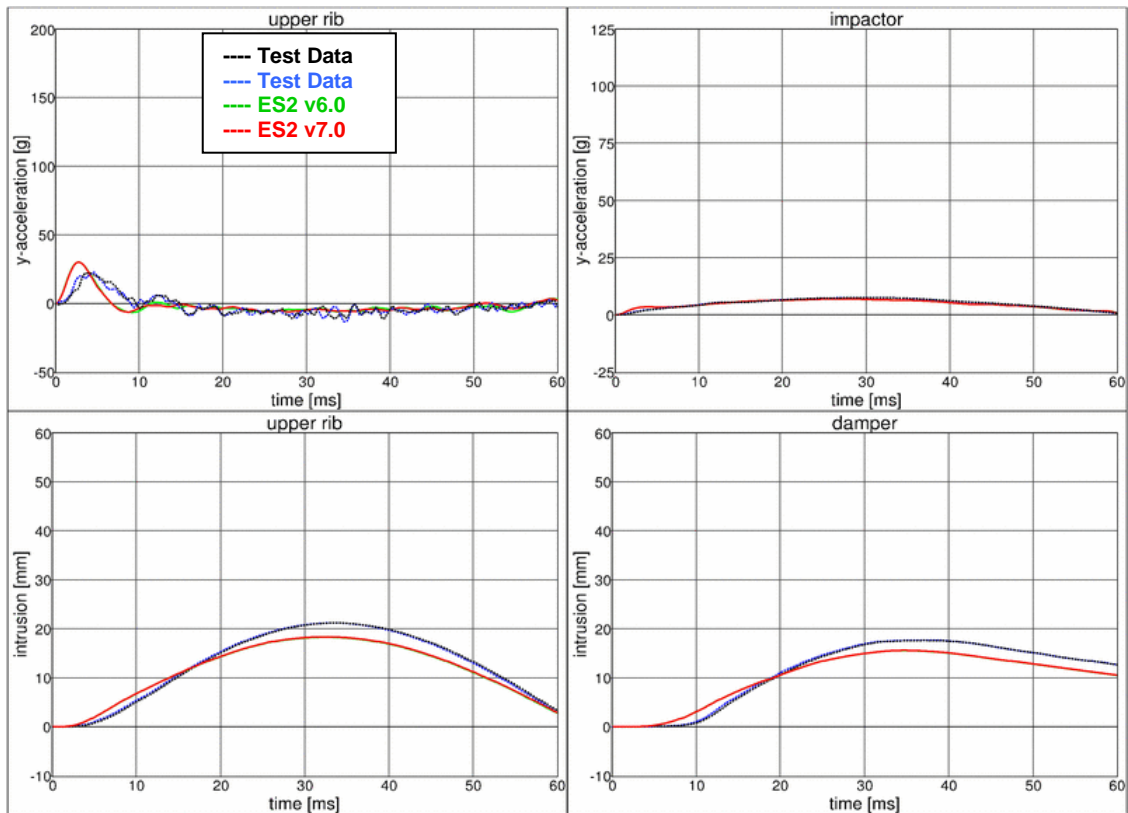 upper rib
200
150
100
50
0
-50
y-acceleration [g]
---- Test Data
---- Test Data
---- ES2 v6.0
---- ES2 v7.0
0 10 20 30 40 50 60
time [ms]
impactor
125
100
75
50
25
0
-25
y-acceleration [g]
0 10 20 30 40 50 60
time [ms]
upper rib
60
50
40
30
20
10
0
-10
intrusion [mm]
0 10 20 30 40 50 60
time [ms]
damper
60
50
40
30
20
10
0
-10
intrusion [mm]
0 10 20 30 40 50 60
time [ms]